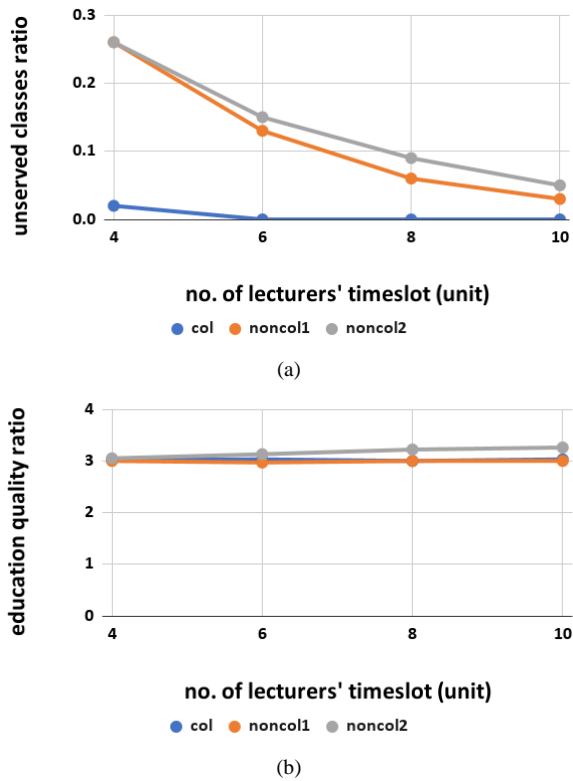 unserved classes ratio
0.3
0.2
0.1
0.0
4 6 8 10
no. of lecturers' timeslot (unit)
col noncol1 noncol2
(a)
education quality ratio
4
3
2
1
0
4 6 8 10
no. of lecturers' timeslot (unit)
col noncol1 noncol2
(b)